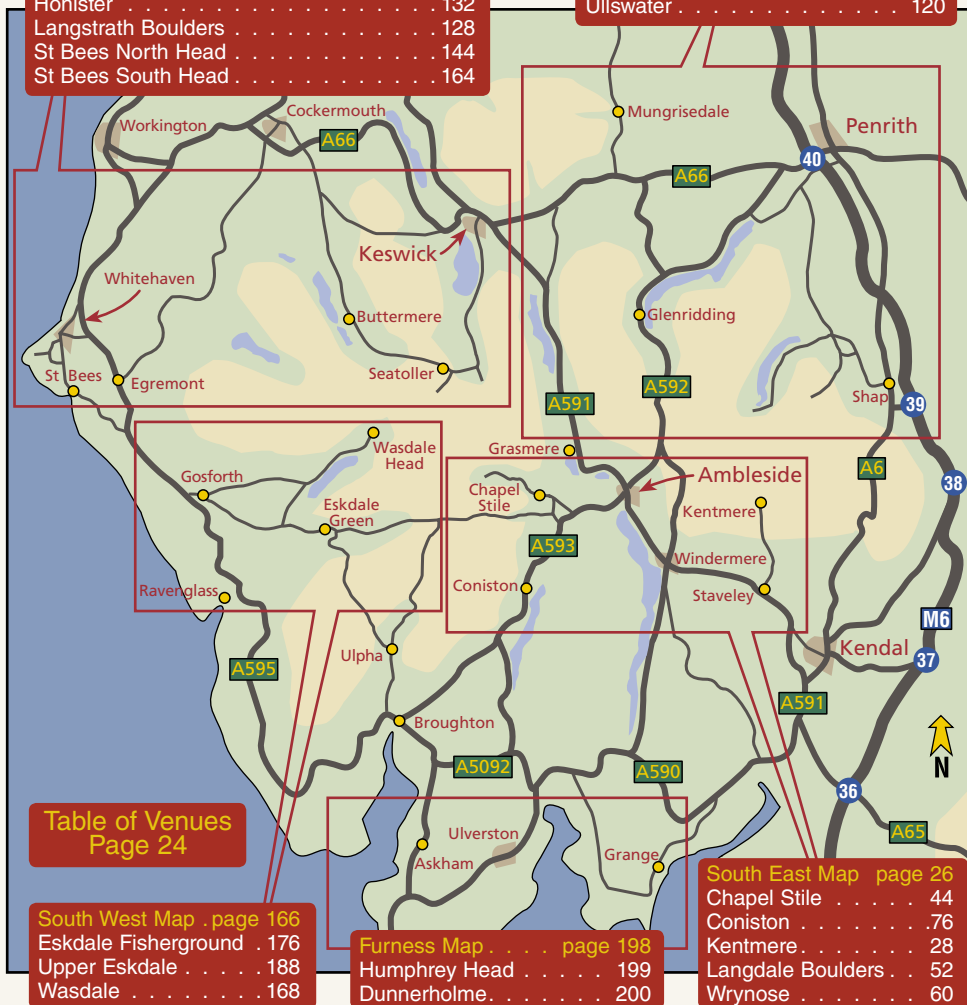 Honister . . . . . . . . . . . . . . 132
Langstrath Boulders . . . . . . . . . . . 128
St Bees North Head . . . . . . . . . . . 144
St Bees South Head . . . . . . . . . . . 164
Ullswater . . . . . . . . . . . . . . 120
Workington
Cockermouth
A66
Mungrisedale
Penrith
40
A66
Keswick
Whitehaven
Buttermere
Glenridding
St Bees
Egremont
Seatoller
A591
A592
Shap
39
Wasdale
Head
Grasmere
A6
38
Gosforth
Eskdale
Green
Chapel
Stile
Ambleside
Kentmere
A593
Windermere
Ravenglass
Coniston
Staveley
M6
Ulpha
Kendal
37
A595
A591
Broughton
A5092
A590
N
36
A65
Table of Venues
Page 24
Ulverston
Askham
Grange
South West Map . page 166
Eskdale Fisherground . 176
Upper Eskdale . . . . . 188
Wasdale . . . . . . . . 168
Furness Map . . . . page 198
Humphrey Head . . . . . 199
Dunnerholme. . . . . . . 200
South East Map page 26
Chapel Stile . . . . . 44
Coniston . . . . . . . .76
Kentmere. . . . . . . . 28
Langdale Boulders . . 52
Wrynose . . . . . . . . 60